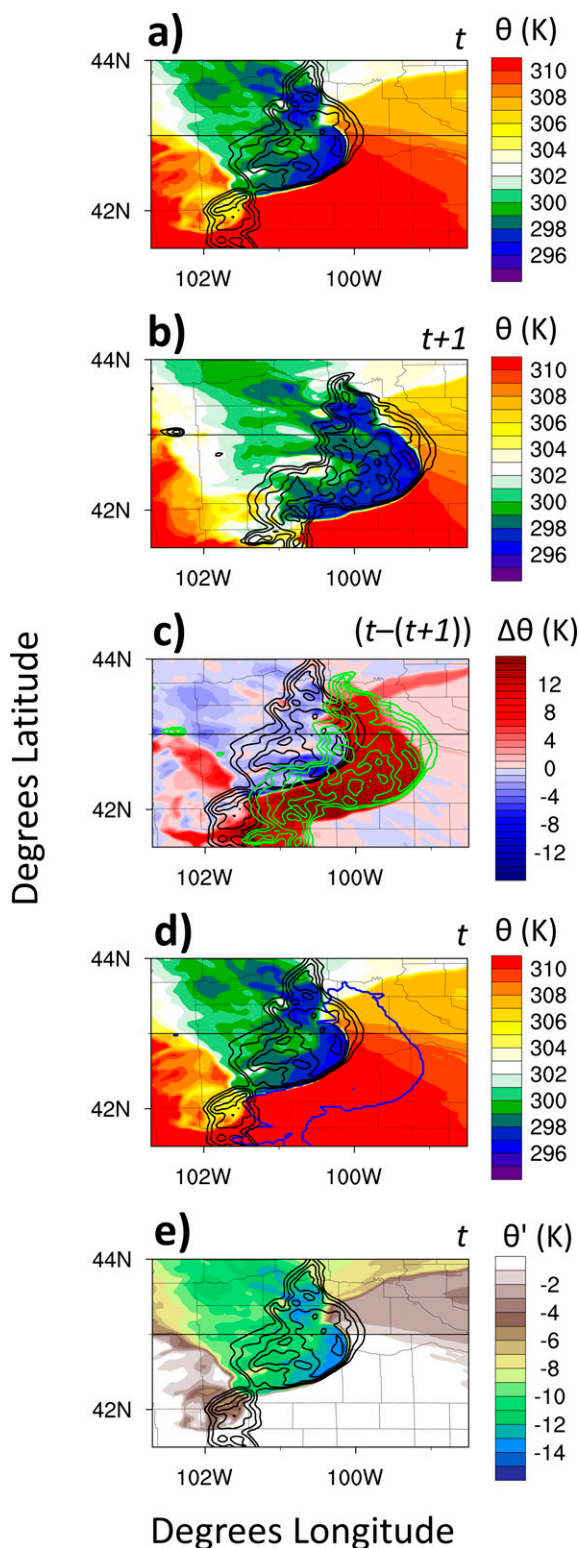 a)
t
θ (K)
44N
42N
310
308
306
304
302
300
298
296
102W
100W
b)
t+1
θ (K)
44N
42N
310
308
306
304
302
300
298
296
102W
100W
c)
(t−(t+1))
Δθ (K)
44N
42N
12
8
4
0
-4
-8
-12
102W
100W
d)
t
θ (K)
44N
42N
310
308
306
304
302
300
298
296
102W
100W
e)
t
θ' (K)
44N
42N
-2
-4
-6
-8
-10
-12
-14
102W
100W
Degrees Latitude
Degrees Longitude